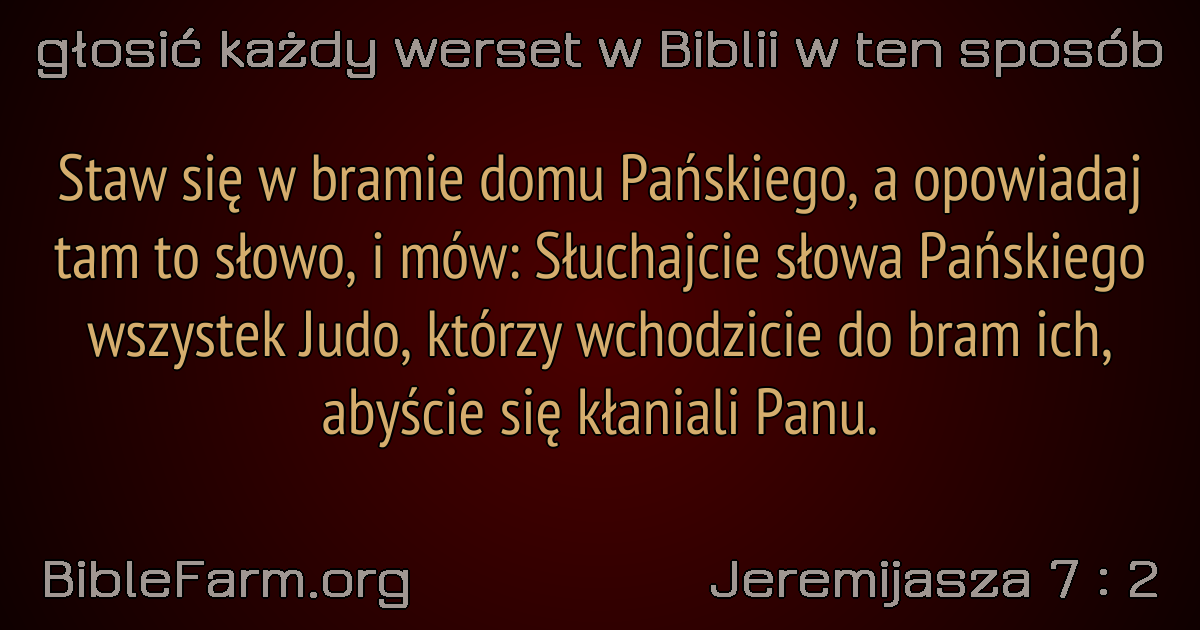 głosić każdy werset w Biblii w ten sposób
Staw się w bramie domu Pańskiego, a opowiadaj
tam to słowo, i mów: Słuchajcie słowa Pańskiego
wszystek Judo, którzy wchodzicie do bram ich,
abyście się kłaniali Panu.
BibleFarm.org
Jeremijasza 7 : 2